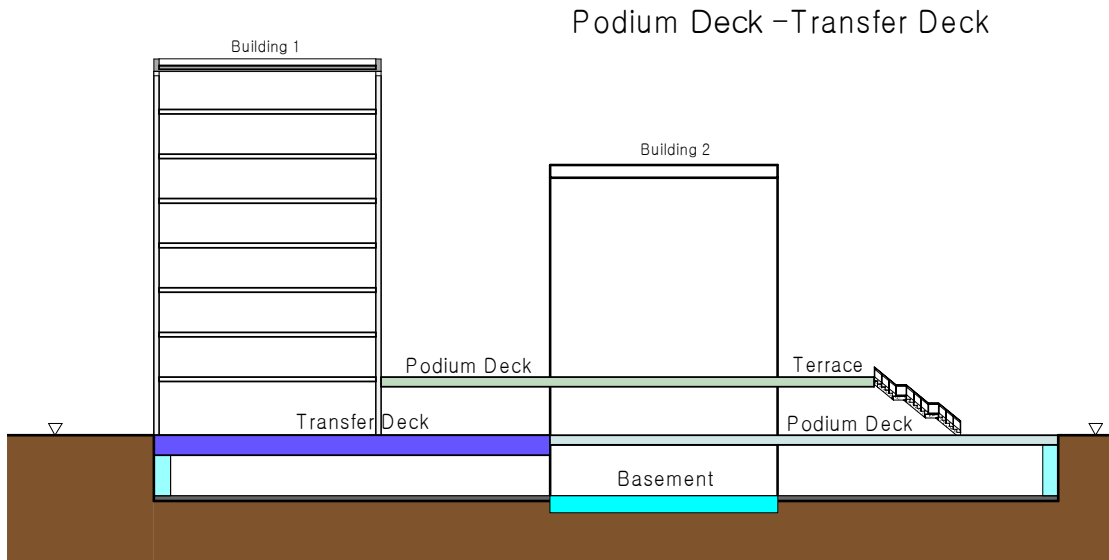 Podium Deck -Transfer Deck
Building 1
Building 2
Podium Deck
Terrace
Transfer Deck
Podium Deck
Basement